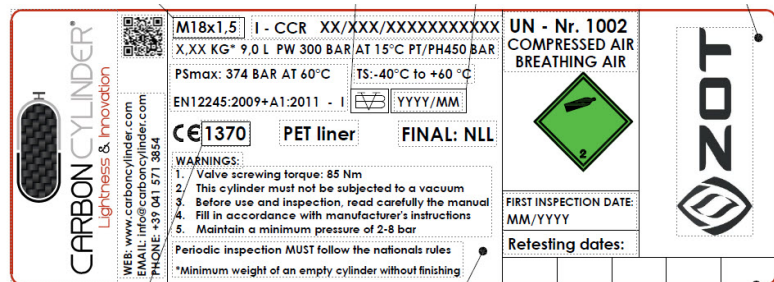 CARBON CYLINDER®
Lightness & Innovation
WEB: www.carboncylinder.com
EMAIL: info@carboncylinder.com
PHONE: +39 041 571 3854
M18x1,5 I - CCR XX/XXX/XXXXXXXXXXX
X,XX KG* 9,0 L PW 300 BAR AT 15°C PT/PH450 BAR
PSmax: 374 BAR AT 60°C TS:-40°C to +60 °C
EN12245:2009+A1:2011 - I YYYY/MM
CE 1370 PET liner FINAL: NLL
WARNINGS:
1. Valve screwing torque: 85 Nm
2. This cylinder must not be subjected to a vacuum
3. Before use and inspection, read carefully the manual
4. Fill in accordance with manufacturer's instructions
5. Maintain a minimum pressure of 2-8 bar
Periodic inspection MUST follow the nationals rules
*Minimum weight of an empty cylinder without finishing
UN - Nr. 1002
COMPRESSED AIR
BREATHING AIR
2
FIRST INSPECTION DATE:
MM/YYYY
Retesting dates:
ZOT